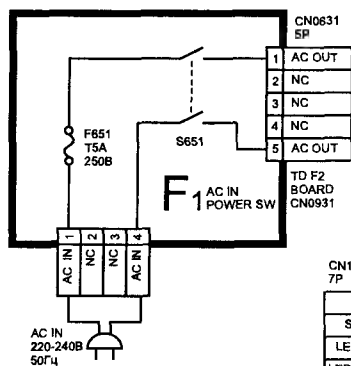 CN0631
5P
1 AC OUT
2 NC
3 NC
4 NC
5 AC OUT
F651
T5A
250В
S651
F1 AC IN
POWER SW
TD F2
BOARD
CN0931
1 2 3 4
AC IN NC NC AC IN
AC IN
220-240В
50Гц
CN1
7P
S
LE